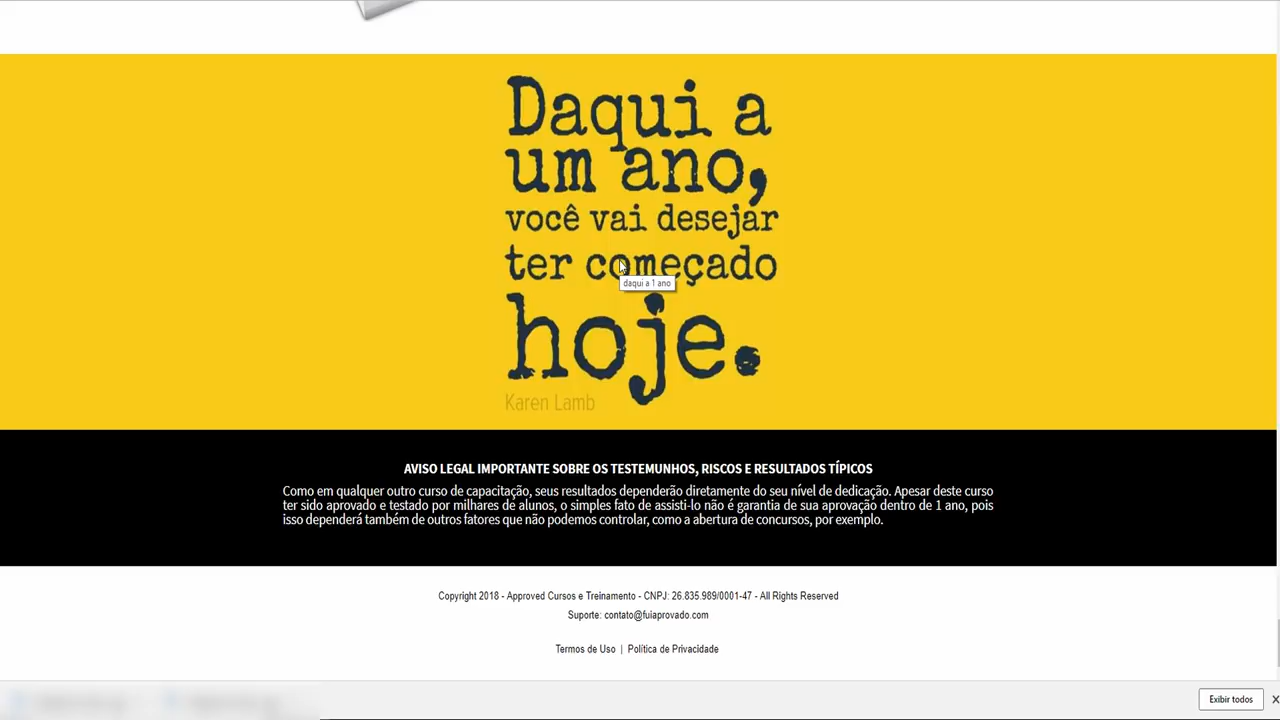 Daqui a
um ano,
você vai desejar
ter começado
daqui a 1 ano
hoje.
Karen Lamb
AVISO LEGAL IMPORTANTE SOBRE OS TESTEMUNHOS, RISCOS E RESULTADOS TÍPICOS
Como em qualquer outro curso de capacitação, seus resultados dependerão diretamente do seu nível de dedicação. Apesar deste curso
ter sido aprovado e testado por milhares de alunos, o simples fato de assisti-lo não é garantia de sua aprovação dentro de 1 ano, pois
isso dependerá também de outros fatores que não podemos controlar, como a abertura de concursos, por exemplo.
Copyright 2018 - Approved Cursos e Treinamento - CNPJ: 26.835.989/0001-47 - All Rights Reserved
Suporte: contato@fuiaprovado.com
Termos de Uso | Política de Privacidade
Exibir todos